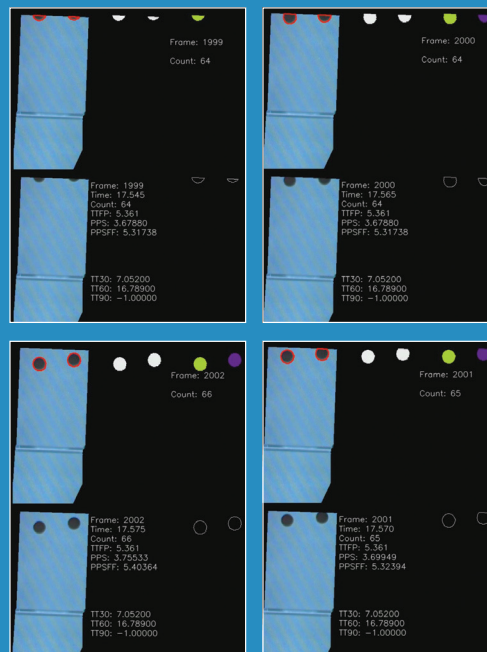 Frame: 1999
Count: 64
Frame: 1999
Time: 17.545
Count: 64
TTFP: 5.361
PPS: 3.67880
PPSFF: 5.31738
TT30: 7.05200
TT60: 16.78900
TT90: -1.00000
Frame: 2000
Count: 64
Frame: 2000
Time: 17.565
Count: 64
TTFP: 5.361
PPS: 3.67880
PPSFF: 5.31738
TT30: 7.05200
TT60: 16.78900
TT90: -1.00000
Frame: 2002
Count: 66
Frame: 2002
Time: 17.575
Count: 66
TTFP: 5.361
PPS: 3.75533
PPSFF: 5.40364
TT30: 7.05200
TT60: 16.78900
TT90: -1.00000
Frame: 2001
Count: 65
Frame: 2001
Time: 17.570
Count: 65
TTFP: 5.361
PPS: 3.69949
PPSFF: 5.32394
TT30: 7.05200
TT60: 16.78900
TT90: -1.00000